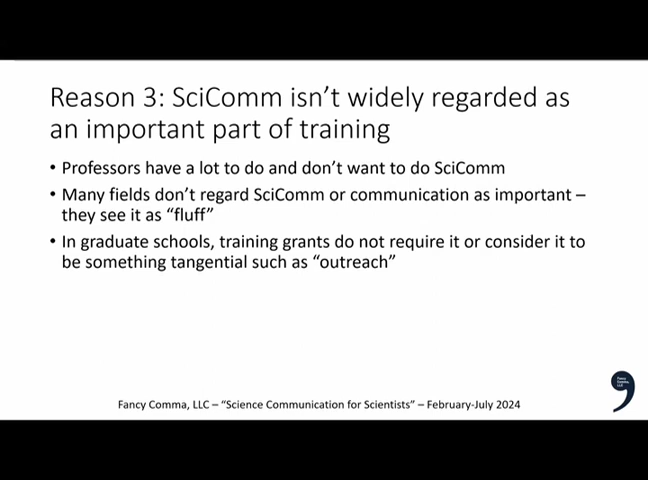 Reason 3: SciComm isn’t widely regarded as
an important part of training
• Professors have a lot to do and don’t want to do SciComm
• Many fields don’t regard SciComm or communication as important –
they see it as “fluff”
• In graduate schools, training grants do not require it or consider it to
be something tangential such as “outreach”
Fancy Comma, LLC – “Science Communication for Scientists” – February-July 2024
Fancy
Comma,
LLC